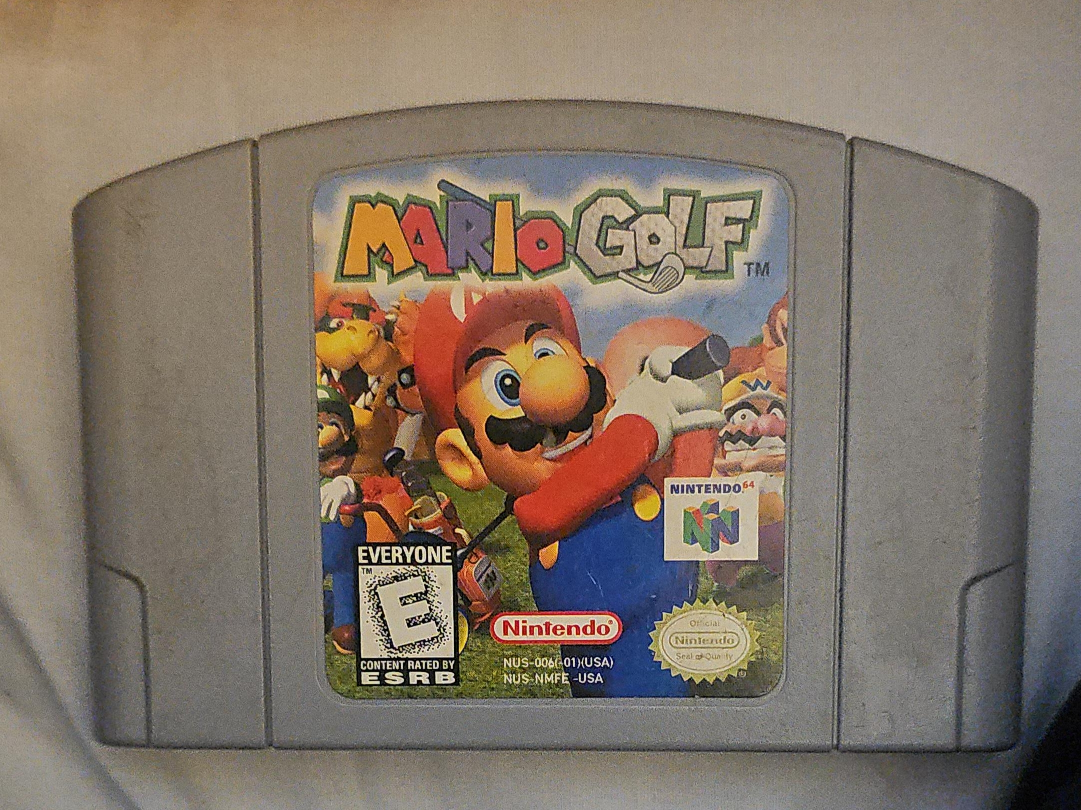 MARIO GOLF TM
M
W
NINTENDO64
N
EVERYONE
TM
E
CONTENT RATED BY
ESRB
Nintendo®
NUS-006(-01)(USA)
NUS-NMFE -USA
Official
Nintendo
Seal of Quality
®